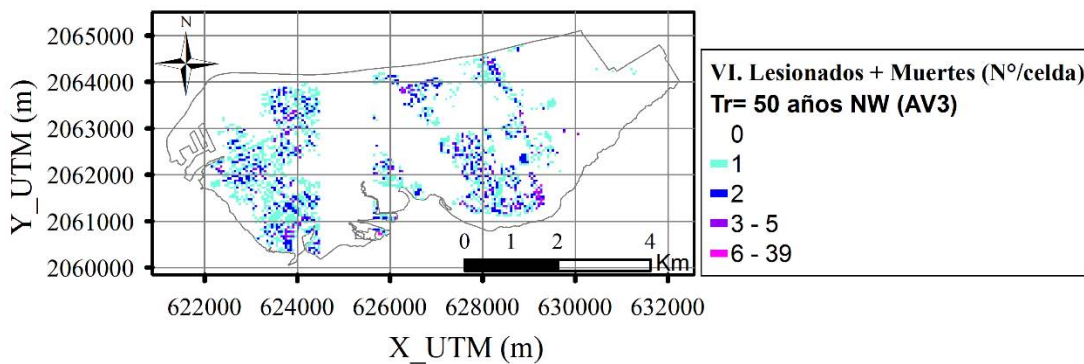 N
2065000
2064000
2063000
2062000
2061000
2060000
Y_UTM (m)
0 1 2 4
Km
622000 624000 626000 628000 630000 632000
X_UTM (m)
VI. Lesionados + Muertes (N°/celda)
Tr= 50 años NW (AV3)
0
1
2
3 - 5
6 - 39